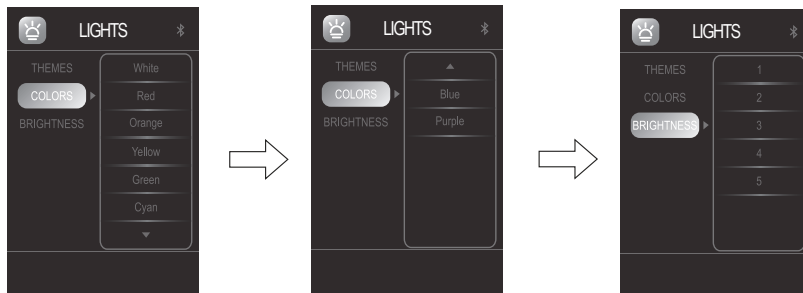 LIGHTS
THEMES
COLORS
BRIGHTNESS
White
Red
Orange
Yellow
Green
Cyan
LIGHTS
THEMES
COLORS
BRIGHTNESS
Blue
Purple
LIGHTS
THEMES
COLORS
BRIGHTNESS
1
2
3
4
5